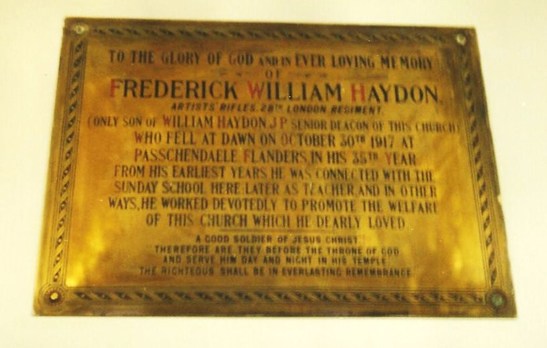 TO THE GLORY OF GOD AND IN EVER LOVING MEMORY
OF
FREDERICK WILLIAM HAYDON.
ARTISTS RIFLES, 28TH LONDON REGIMENT
(ONLY SON OF WILLIAM HAYDON, J.P. SENIOR DEACON OF THIS CHURCH)
WHO FELL AT DAWN ON OCTOBER 30TH 1917 AT
PASSCHENDAELE FLANDERS, IN HIS 35TH YEAR
FROM HIS EARLIEST YEARS HE WAS CONNECTED WITH THE
SUNDAY SCHOOL HERE LATER AS TEACHER, AND IN OTHER
WAYS, HE WORKED DEVOTEDLY TO PROMOTE THE WELFARE
OF THIS CHURCH WHICH HE DEARLY LOVED
A GOOD SOLDIER OF JESUS CHRIST.
THEREFORE ARE THEY BEFORE THE THRONE OF GOD
AND SERVE HIM DAY AND NIGHT IN HIS TEMPLE.
THE RIGHTEOUS SHALL BE IN EVERLASTING REMEMBRANCE.